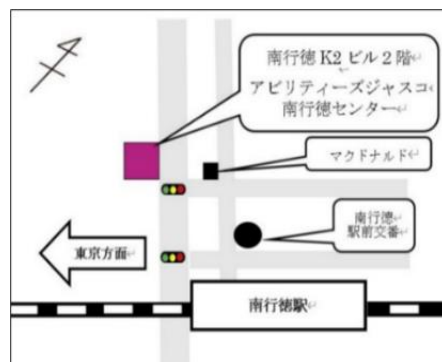 南行徳 K2 ビル 2 階
アビリティーズジャスコ
南行徳センター
マクドナルド
南行徳
駅前交番
東京方面
南行徳駅